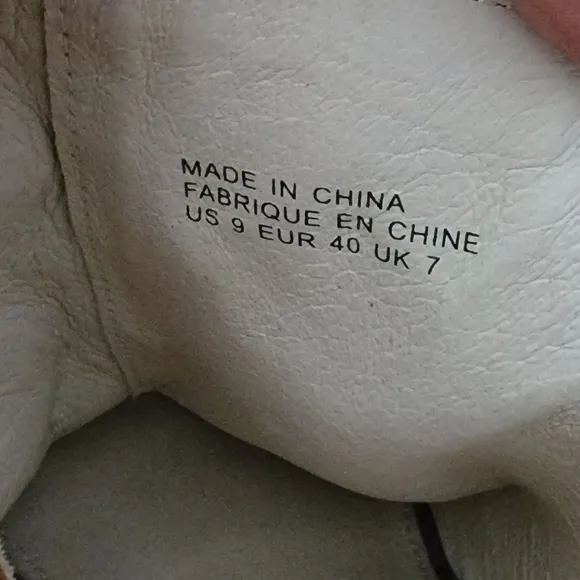 MADE IN CHINA
FABRIQUE EN CHINE
US 9 EUR 40 UK 7